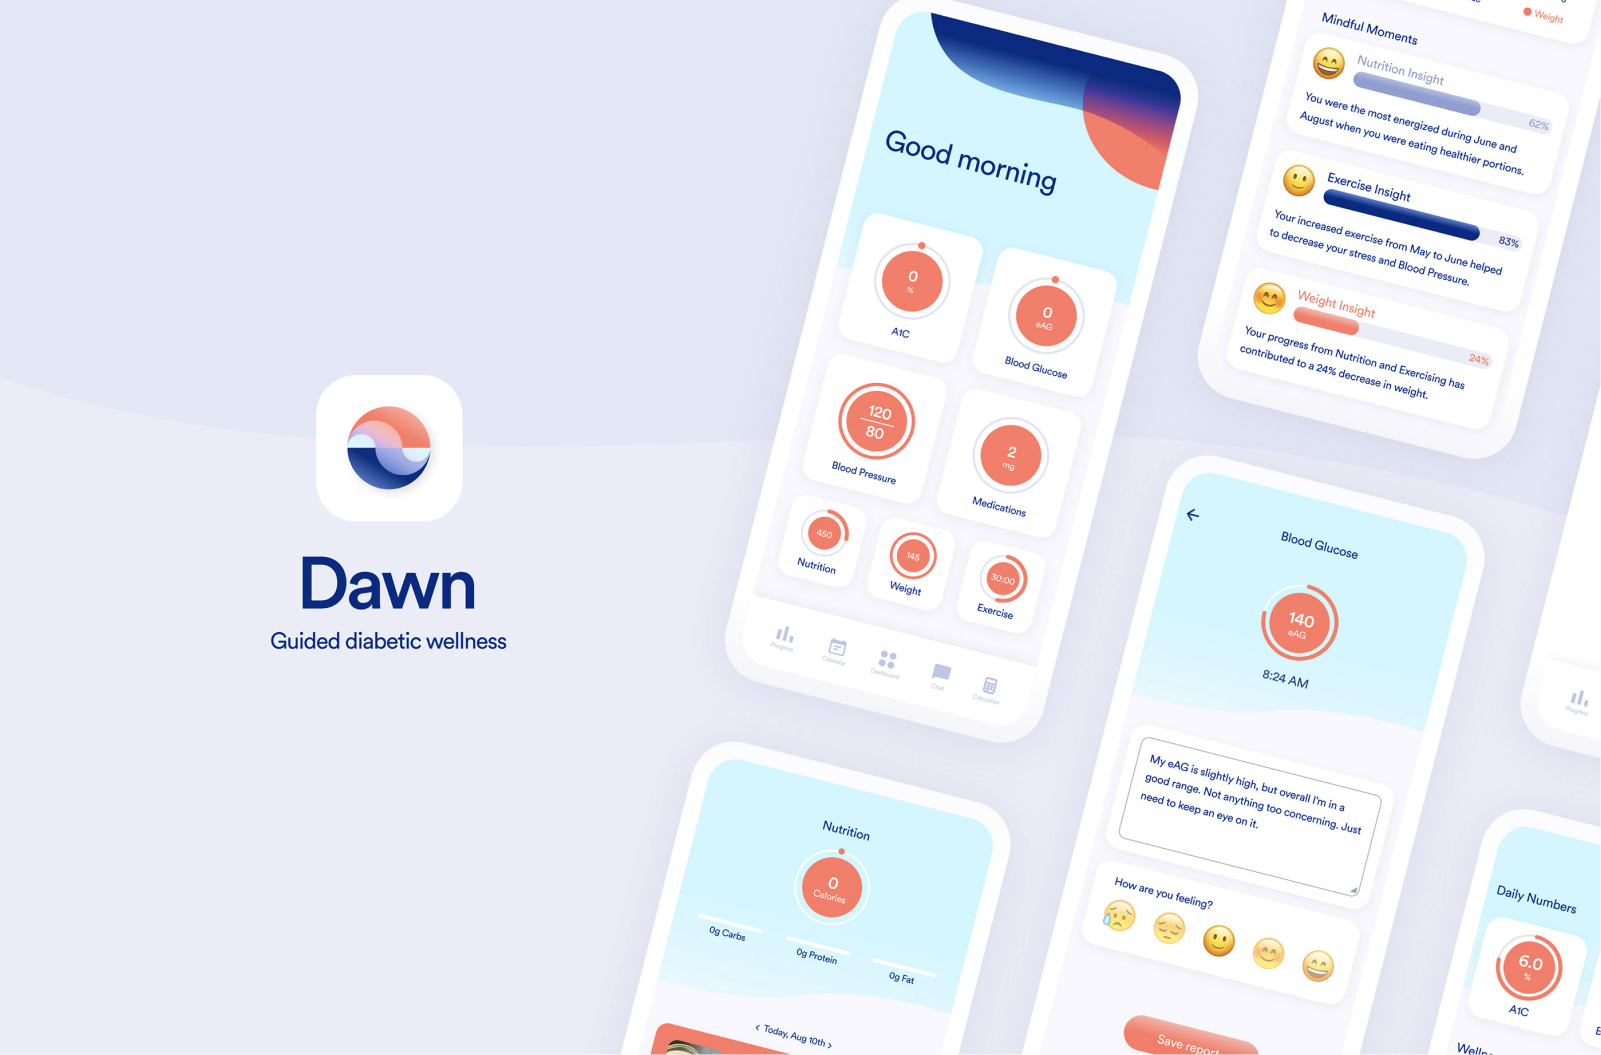 Dawn
Guided diabetic wellness
Good morning
0
%
A1C
0
eAG
Blood Glucose
120
80
Blood Pressure
2
mg
Medications
450
Nutrition
145
Weight
30:00
Exercise
Progress
Calendar
Dashboard
Chat
Calculator
Weight
Mindful Moments
Nutrition Insight
62%
You were the most energized during June and
August when you were eating healthier portions.
Exercise Insight
83%
Your increased exercise from May to June helped
to decrease your stress and Blood Pressure.
Weight Insight
24%
Your progress from Nutrition and Exercising has
contributed to a 24% decrease in weight.
Blood Glucose
140
eAG
8:24 AM
My eAG is slightly high, but overall I'm in a
good range. Not anything too concerning. Just
need to keep an eye on it.
How are you feeling?
Save report
Nutrition
0
Calories
0g Carbs
0g Protein
0g Fat
< Today, Aug 10th >
Progress
Daily Numbers
6.0
%
A1C